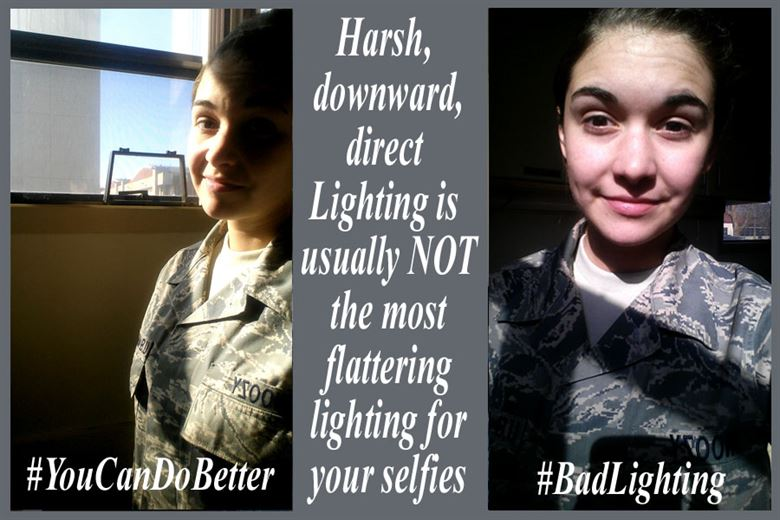 Harsh,
downward,
direct
Lighting is
usually NOT
the most
flattering
lighting for
your selfies
#YouCanDoBetter
#BadLighting